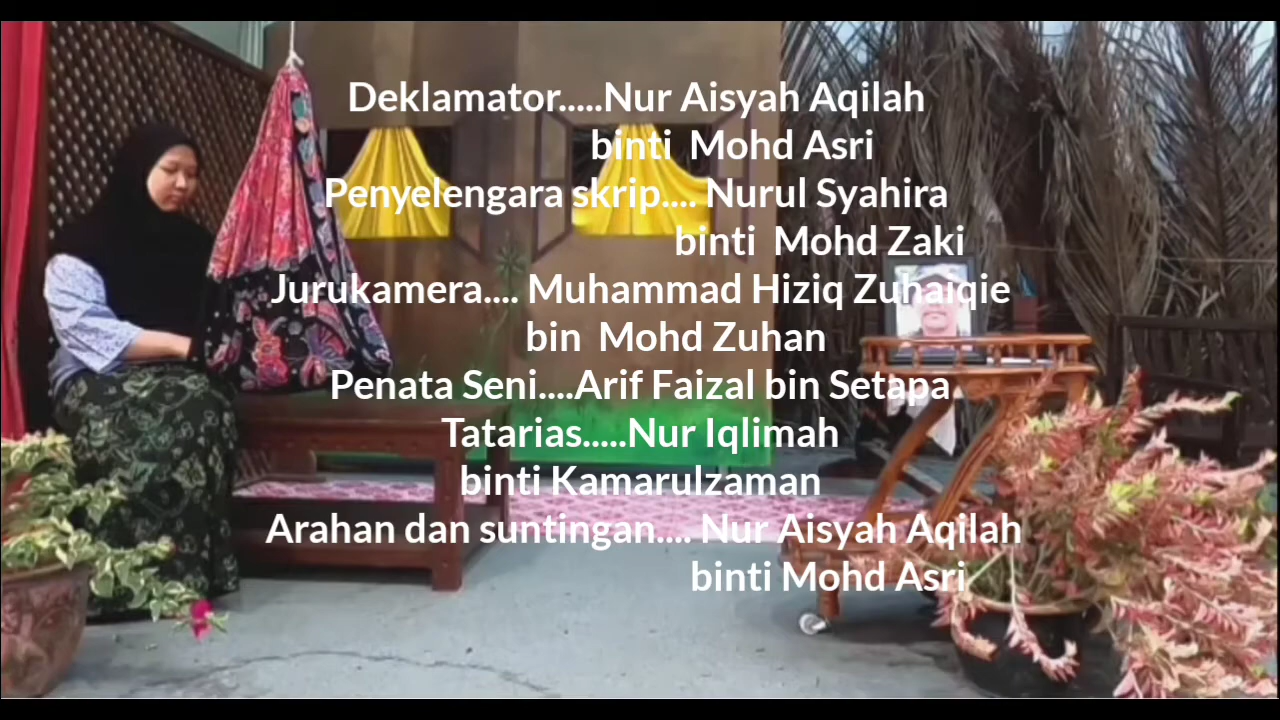 Deklamator.....Nur Aisyah Aqilah
binti Mohd Asri
Penyelengara skrip.... Nurul Syahira
binti Mohd Zaki
Jurukamera.... Muhammad Hiziq Zuhaiqie
bin Mohd Zuhan
Penata Seni....Arif Faizal bin Setapa
Tatarias.....Nur Iqlimah
binti Kamarulzaman
Arahan dan suntingan.... Nur Aisyah Aqilah
binti Mohd Asri